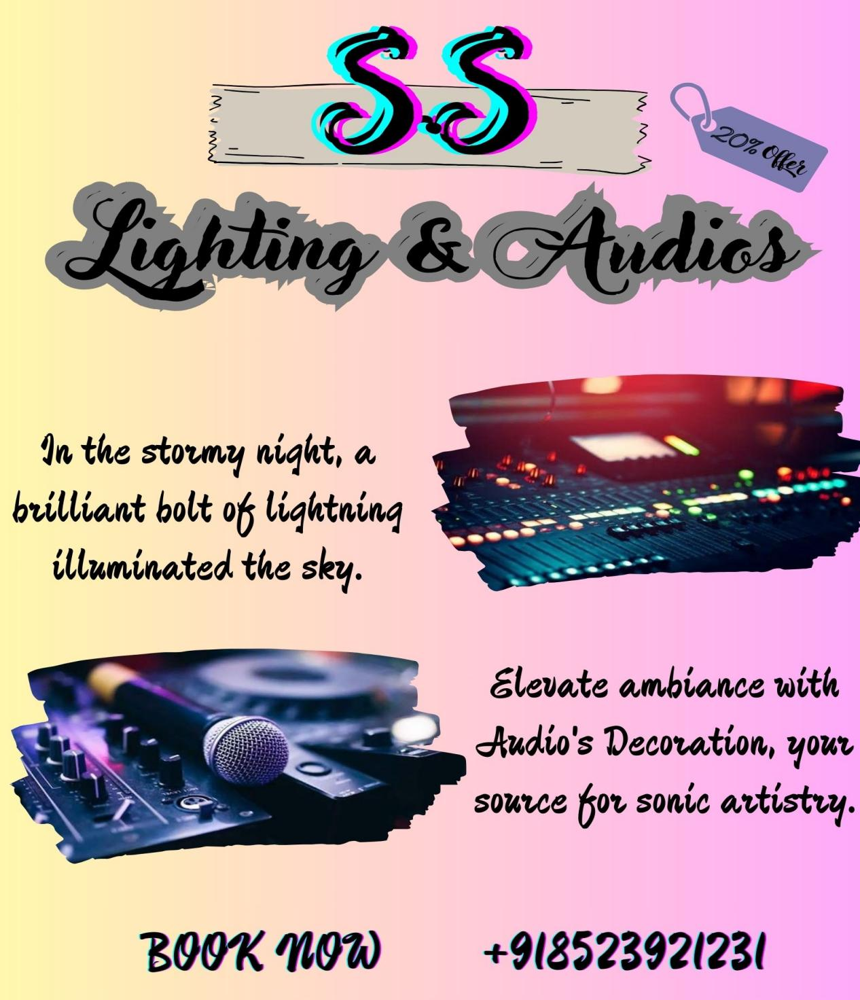 S.S
20% Offer
Lighting & Audios
In the stormy night, a
brilliant bolt of lightning
illuminated the sky.
Elevate ambiance with
Audio's Decoration, your
source for sonic artistry.
BOOK NOW
+918523921231